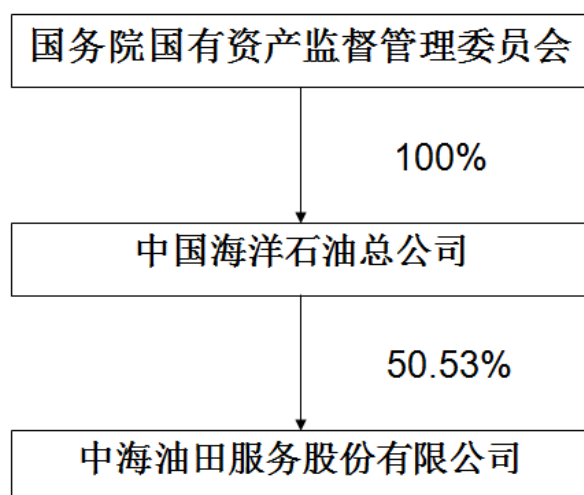 国务院国有资产监督管理委员会
100%
中国海洋石油总公司
50.53%
中海油田服务股份有限公司